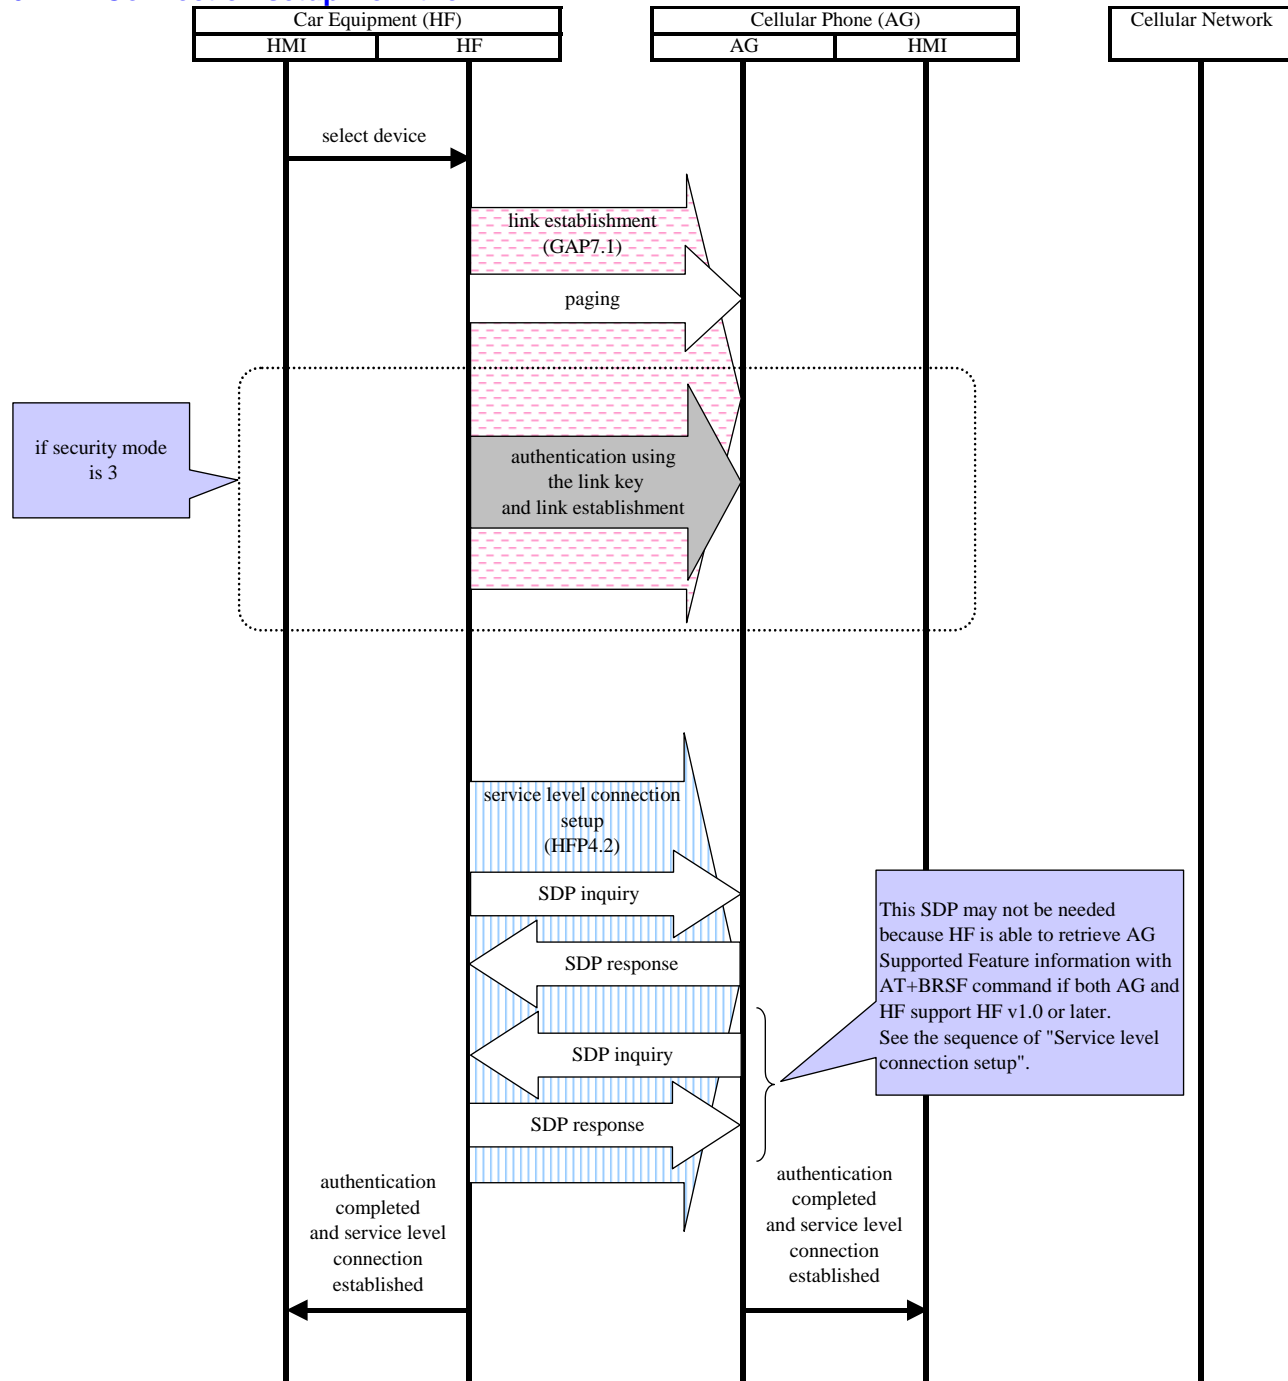 Car Equipment (HF)
Cellular Phone (AG)
Cellular Network
HMI
HF
AG
HMI
select device
link establishment
(GAP7.1)
paging
if security mode
is 3
authentication using
the link key
and link establishment
service level connection
setup
(HFP4.2)
SDP inquiry
SDP response
SDP inquiry
SDP response
This SDP may not be needed
because HF is able to retrieve AG
Supported Feature information with
AT+BRSF command if both AG and
HF support HF v1.0 or later.
See the sequence of "Service level
connection setup".
authentication
completed
and service level
connection
established
authentication
completed
and service level
connection
established